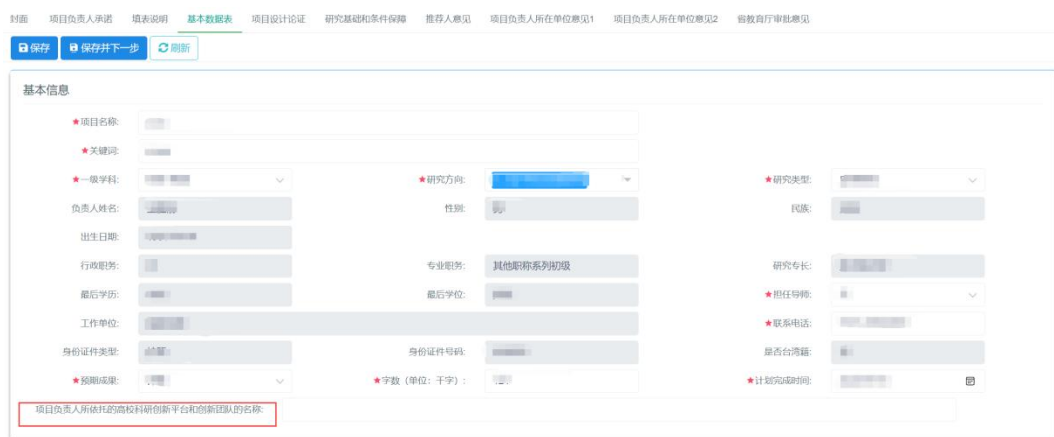 封面 项目负责人承诺 填表说明 基本数据表 项目设计论证 研究基础和条件保障 推荐人意见 项目负责人所在单位意见1 项目负责人所在单位意见2 省教育厅审批意见
保存 保存并下一步 刷新
基本信息
★项目名称:
★关键词:
★一级学科: ★研究方向: ★研究类型:
负责人姓名: 性别: 民族:
出生日期:
行政职务: 专业职务: 其他职称系列初级 研究专长:
最后学历: 最后学位: ★担任导师:
工作单位: ★联系电话:
身份证件类型: 身份证件号码: 是否台湾籍:
★预期成果: ★字数（单位：千字）: ★计划完成时间:
项目负责人所依托的高校科研创新平台和创新团队的名称: